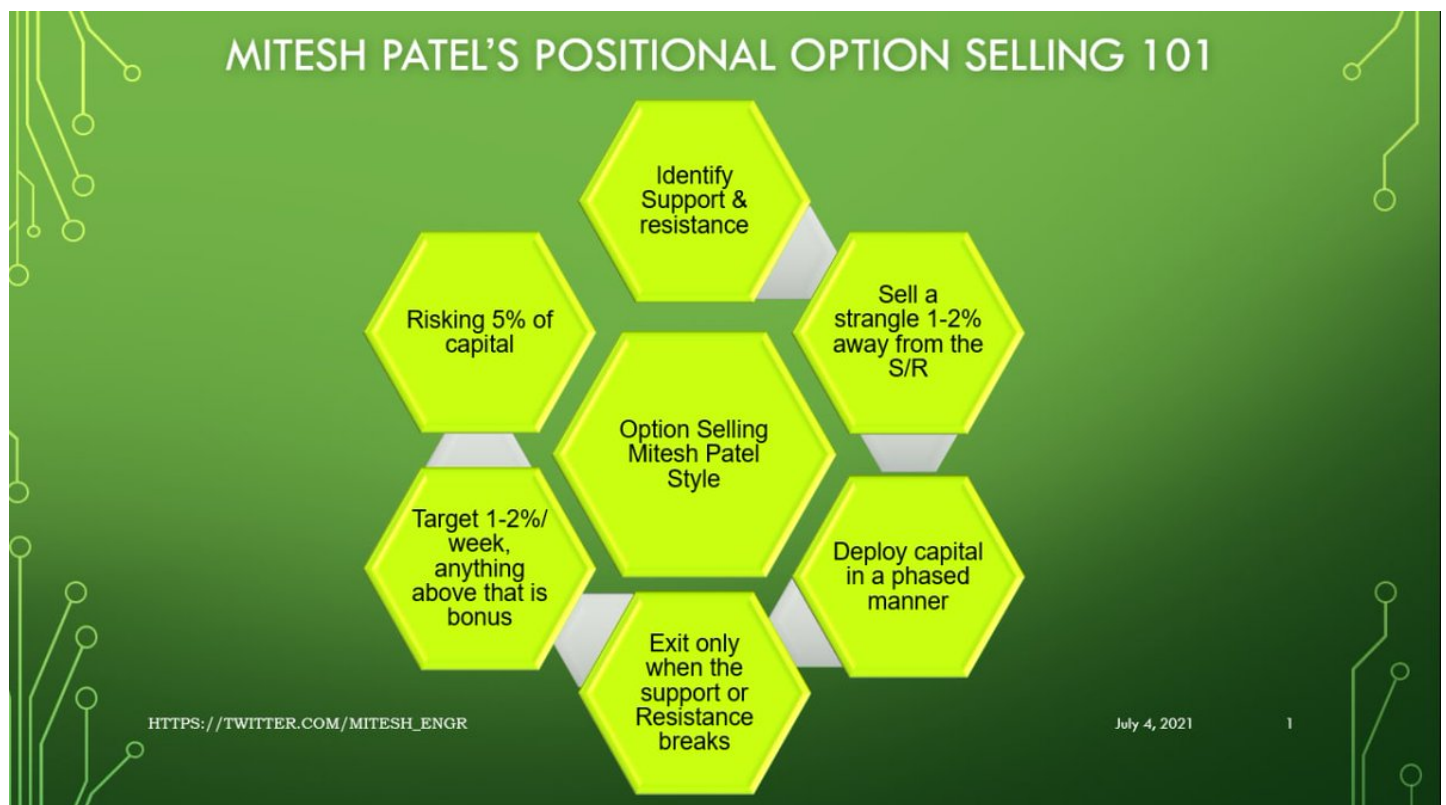 MITESH PATEL'S POSITIONAL OPTION SELLING 101
Identify
Support &
resistance
Sell a
strangle 1-2%
away from the
S/R
Deploy capital
in a phased
manner
Exit only
when the
support or
Resistance
breaks
Target 1-2%/
week,
anything
above that is
bonus
Risking 5% of
capital
Option Selling
Mitesh Patel
Style
HTTPS://TWITTER.COM/MITESH_ENGR
July 4, 2021
1